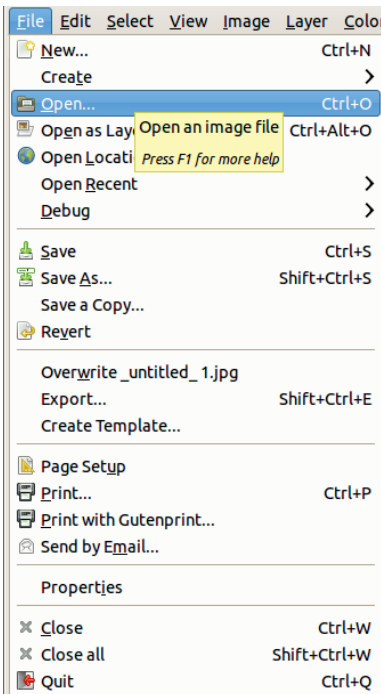 File Edit Select View Image Layer Colo
New... Ctrl+N
Create
Open... Ctrl+O
Open as Lay Ctrl+Alt+O
Open an image file
Press F1 for more help
Open Locati
Open Recent
Debug
Save Ctrl+S
Save As... Shift+Ctrl+S
Save a Copy...
Revert
Overwrite _untitled_ 1.jpg
Export... Shift+Ctrl+E
Create Template...
Page Setup
Print... Ctrl+P
Print with Gutenprint...
Send by Email...
Properties
Close Ctrl+W
Close all Shift+Ctrl+W
Quit Ctrl+Q